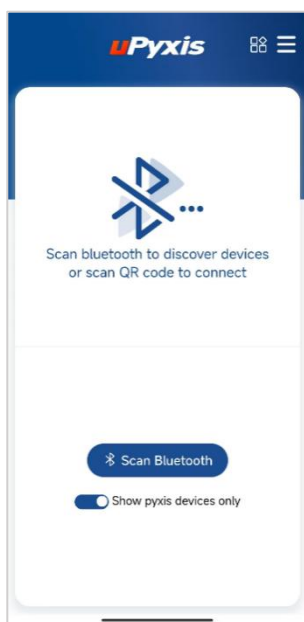 uPyxis
Scan bluetooth to discover devices
or scan QR code to connect
Scan Bluetooth
Show pyxis devices only